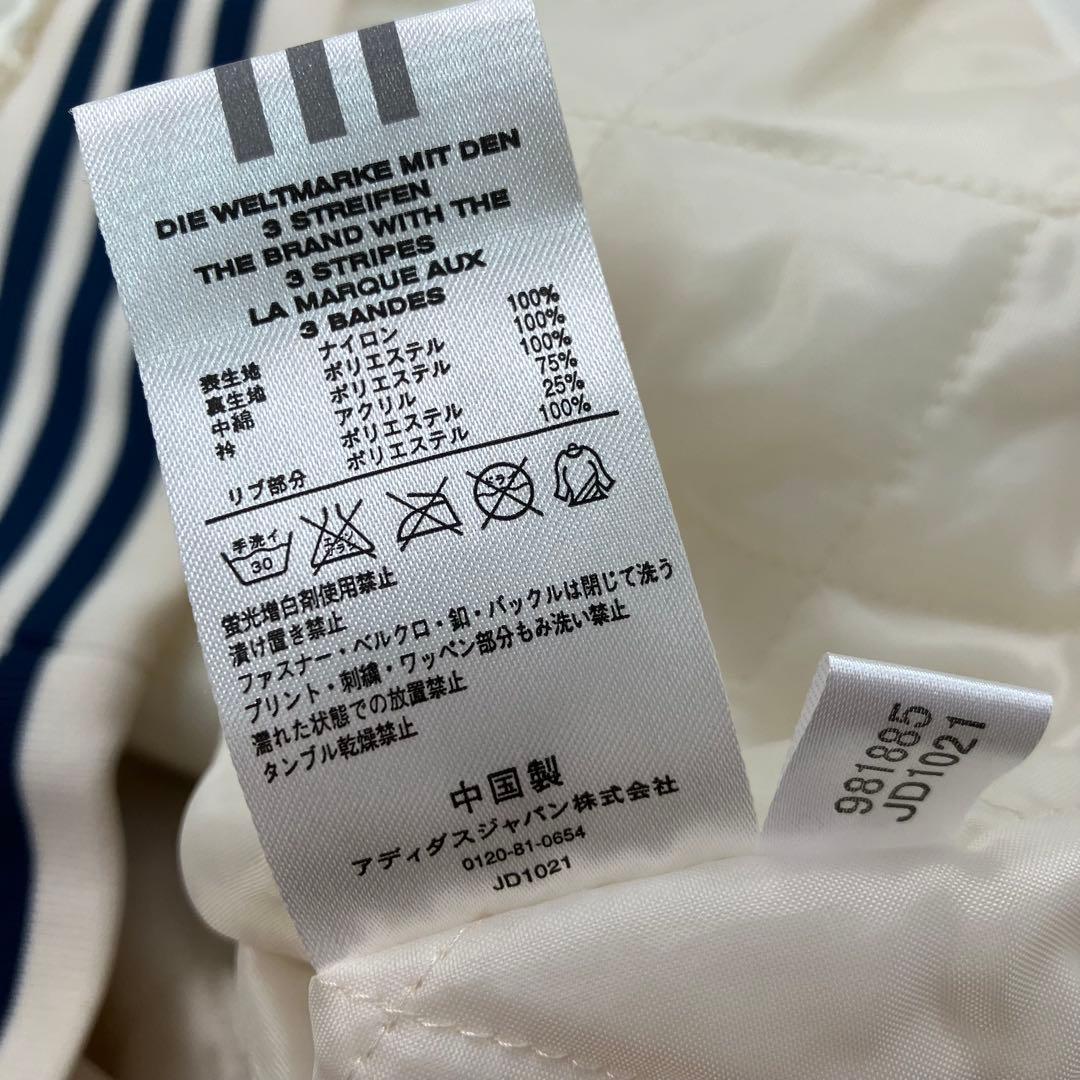 DIE WELTMARKE MIT DEN
3 STREIFEN
THE BRAND WITH THE
3 STRIPES
LA MARQUE AUX
3 BANDES
表生地 ナイロン 100%
裏生地 ポリエステル 100%
中綿 ポリエステル 100%
衿 アクリル 75%
ポリエステル 25%
リブ部分 ポリエステル 100%
手洗イ
30
エンソ
サラシ
ドライ
蛍光増白剤使用禁止
漬け置き禁止
ファスナー・ベルクロ・釦・バックルは閉じて洗う
プリント・刺繍・ワッペン部分もみ洗い禁止
濡れた状態での放置禁止
タンブル乾燥禁止
中国製
アディダスジャパン株式会社
0120-81-0654
JD1021
981885
JD1021